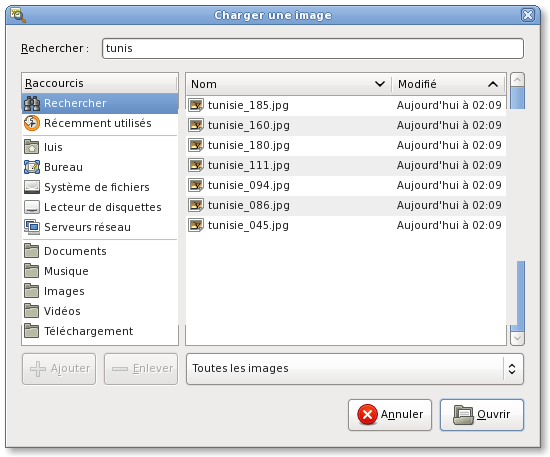 Charger une image
Rechercher : tunis
Raccourcis
Rechercher
Récemment utilisés
luis
Bureau
Système de fichiers
Lecteur de disquettes
Serveurs réseau
Documents
Musique
Images
Vidéos
Téléchargement
Nom Modifié
tunisie_185.jpg Aujourd'hui à 02:09
tunisie_160.jpg Aujourd'hui à 02:09
tunisie_180.jpg Aujourd'hui à 02:09
tunisie_111.jpg Aujourd'hui à 02:09
tunisie_094.jpg Aujourd'hui à 02:09
tunisie_086.jpg Aujourd'hui à 02:09
tunisie_045.jpg Aujourd'hui à 02:09
Ajouter Enlever Toutes les images
Annuler Ouvrir